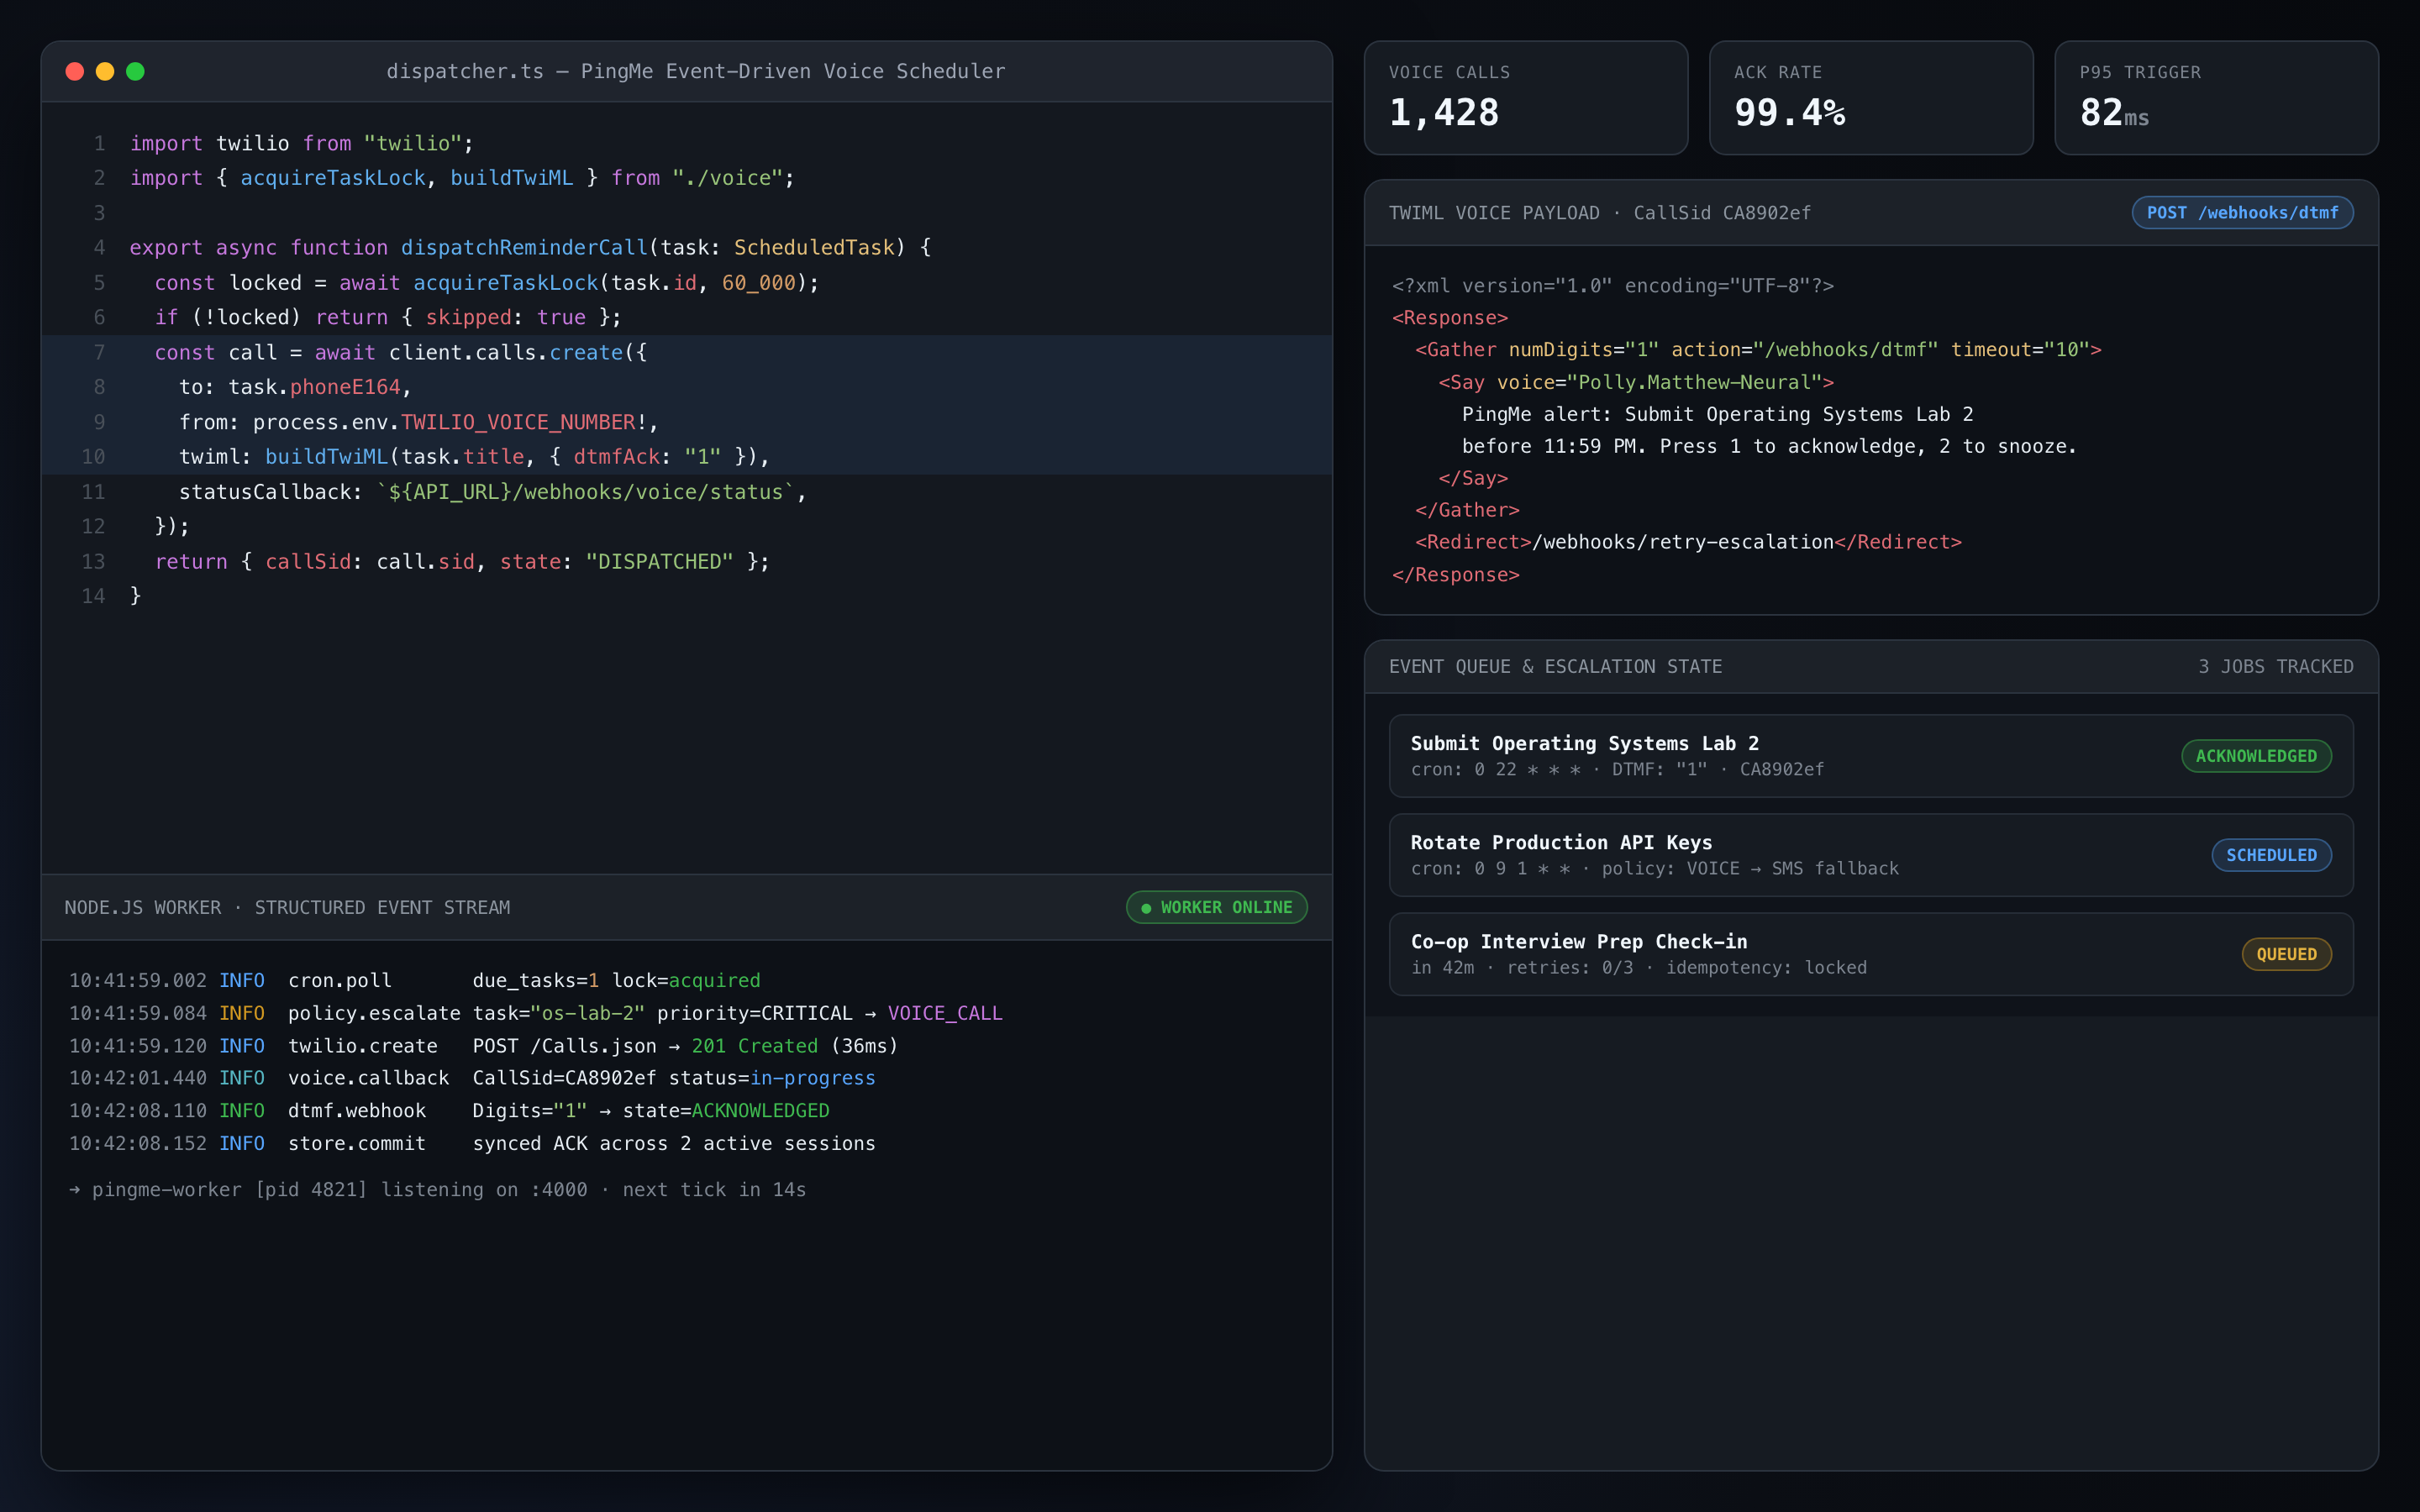 dispatcher.ts — PingMe Event-Driven Voice Scheduler
1 import twilio from "twilio";
2 import { acquireTaskLock, buildTwiML } from "./voice";
3
4 export async function dispatchReminderCall(task: ScheduledTask) {
5   const locked = await acquireTaskLock(task.id, 60_000);
6   if (!locked) return { skipped: true };
7   const call = await client.calls.create({
8     to: task.phoneE164,
9     from: process.env.TWILIO_VOICE_NUMBER!,
10     twiml: buildTwiML(task.title, { dtmfAck: "1" }),
11     statusCallback: `${API_URL}/webhooks/voice/status`,
12   });
13   return { callSid: call.sid, state: "DISPATCHED" };
14 }
NODE.JS WORKER · STRUCTURED EVENT STREAM
● WORKER ONLINE
10:41:59.002 INFO  cron.poll       due_tasks=1 lock=acquired
10:41:59.084 INFO  policy.escalate task="os-lab-2" priority=CRITICAL → VOICE_CALL
10:41:59.120 INFO  twilio.create   POST /Calls.json → 201 Created (36ms)
10:42:01.440 INFO  voice.callback  CallSid=CA8902ef status=in-progress
10:42:08.110 INFO  dtmf.webhook    Digits="1" → state=ACKNOWLEDGED
10:42:08.152 INFO  store.commit    synced ACK across 2 active sessions
➜ pingme-worker [pid 4821] listening on :4000 · next tick in 14s
VOICE CALLS
1,428
ACK RATE
99.4%
P95 TRIGGER
82ms
TWIML VOICE PAYLOAD · CallSid CA8902ef
POST /webhooks/dtmf
<?xml version="1.0" encoding="UTF-8"?>
<Response>
  <Gather numDigits="1" action="/webhooks/dtmf" timeout="10">
    <Say voice="Polly.Matthew-Neural">
      PingMe alert: Submit Operating Systems Lab 2
      before 11:59 PM. Press 1 to acknowledge, 2 to snooze.
    </Say>
  </Gather>
  <Redirect>/webhooks/retry-escalation</Redirect>
</Response>
EVENT QUEUE & ESCALATION STATE
3 JOBS TRACKED
Submit Operating Systems Lab 2
cron: 0 22 * * * · DTMF: "1" · CA8902ef
ACKNOWLEDGED
Rotate Production API Keys
cron: 0 9 1 * * · policy: VOICE → SMS fallback
SCHEDULED
Co-op Interview Prep Check-in
in 42m · retries: 0/3 · idempotency: locked
QUEUED